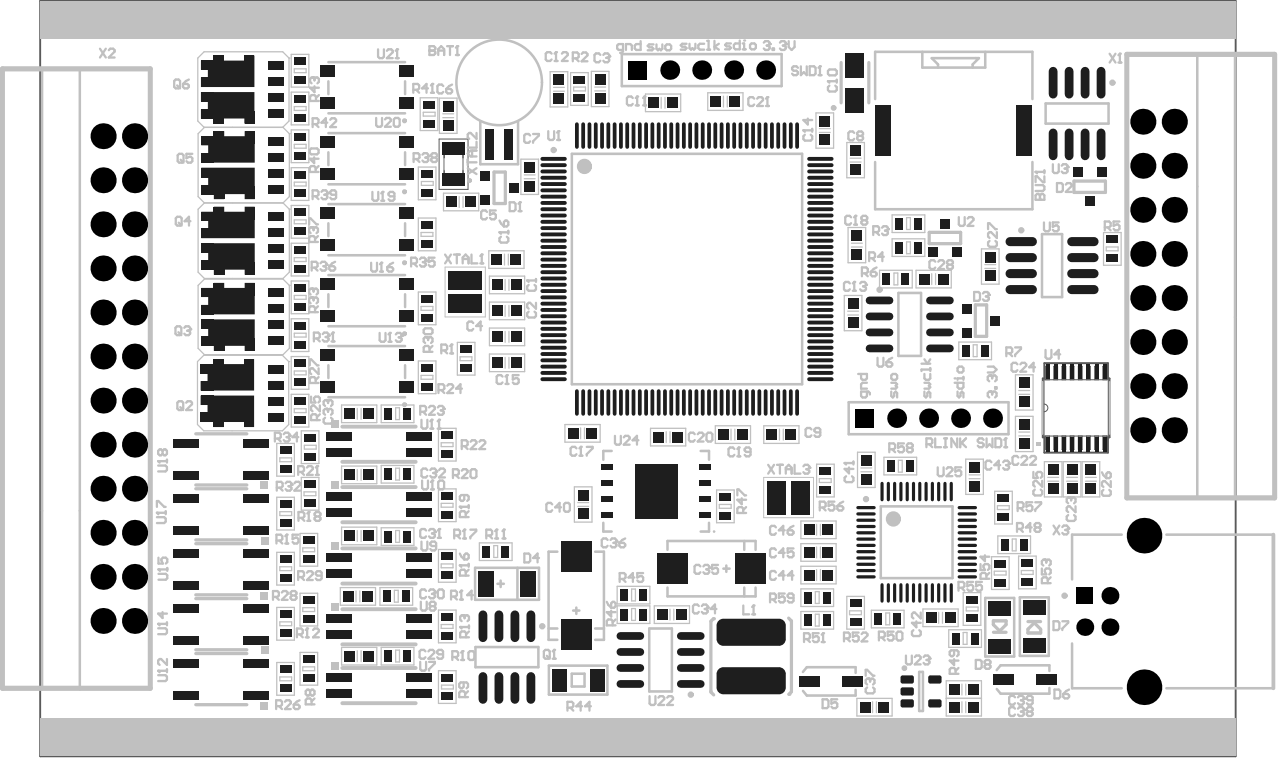 X2
Q6
R43
R42
U21
U20
BAT1
R41
C6
C12
R2
C3
gnd swo swclk sdio 3.3V
SWD1
C11
C21
C10
C14
C8
BUZ1
X1
U3
D2
Q5
R40
R39
U19
R38
XTAL2
C7
U1
D1
C5
C16
Q4
R37
R36
U16
R35
XTAL1
C1
C2
C4
C15
C18
R3
R4
U2
C28
R6
C27
U5
R5
C13
U6
D3
R7
Q3
R33
R31
U13
R30
R1
R24
Q2
R27
R25
C33
R23
U11
gnd
swo
swclk
sdio
3.3V
RLINK SWD1
C24
U4
C22
U18
R34
R21
R32
R22
C32
R20
U10
C17
U24
C20
C19
C9
XTAL3
R56
C41
R58
U25
C43
C25
C23
C26
U17
R18
R15
R19
C31
R17
R11
U9
C40
C36
R47
C46
R57
R48
X3
U15
R29
R28
R16
C30
R14
U8
D4
C35
C45
C44
R59
R54
R53
R55
U14
R12
R13
C29
R10
U7
Q1
R45
R46
C34
L1
R51
R52
R50
C42
D7
D8
R49
U12
R8
R26
R9
R44
U22
D5
C37
U23
C39
C38
D6